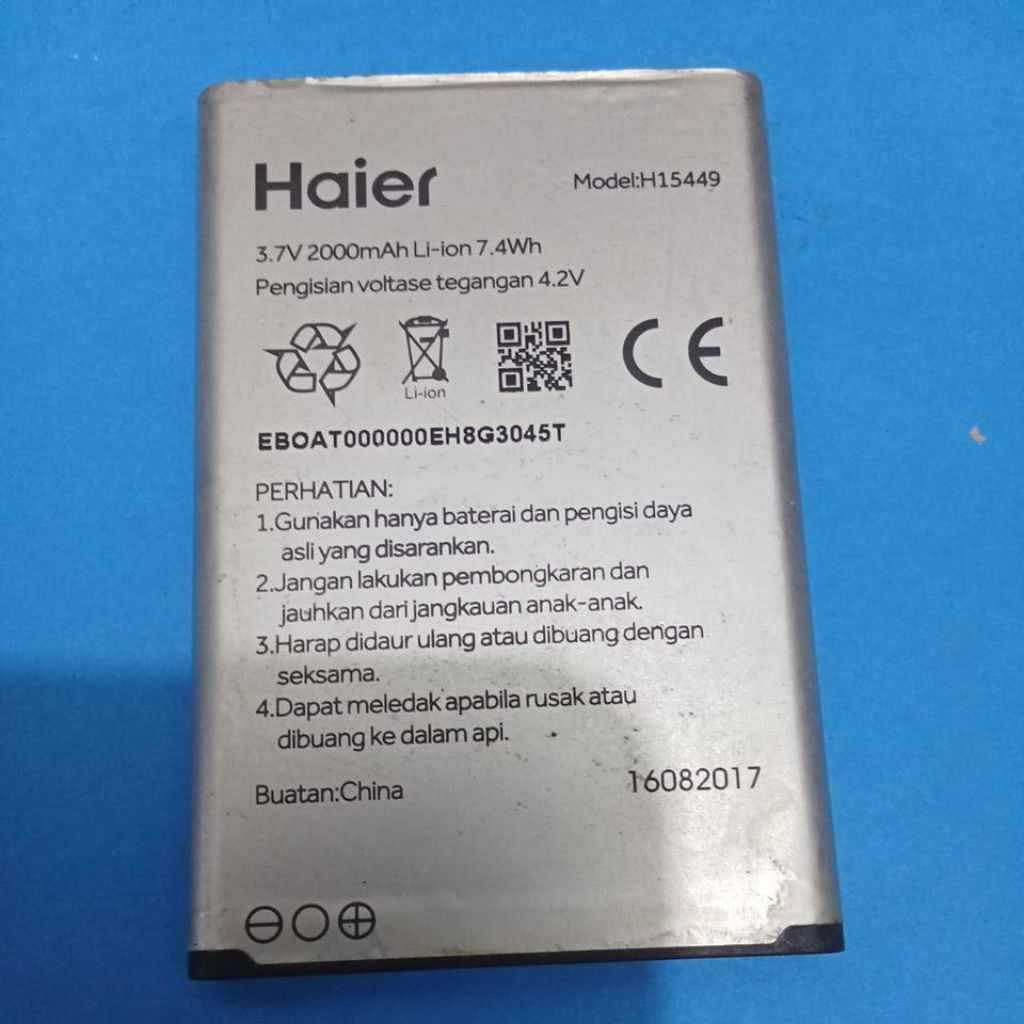 Haier
Model:H15449
3.7V 2000mAh Li-ion 7.4Wh
Pengisian voltase tegangan 4.2V
Li-ion
CE
EBOAT000000EH8G3045T
PERHATIAN:
1.Gunakan hanya baterai dan pengisi daya
asli yang disarankan.
2.Jangan lakukan pembongkaran dan
jauhkan dari jangkauan anak-anak.
3.Harap didaur ulang atau dibuang dengan
seksama.
4.Dapat meledak apabila rusak atau
dibuang ke dalam api.
Buatan:China
16082017